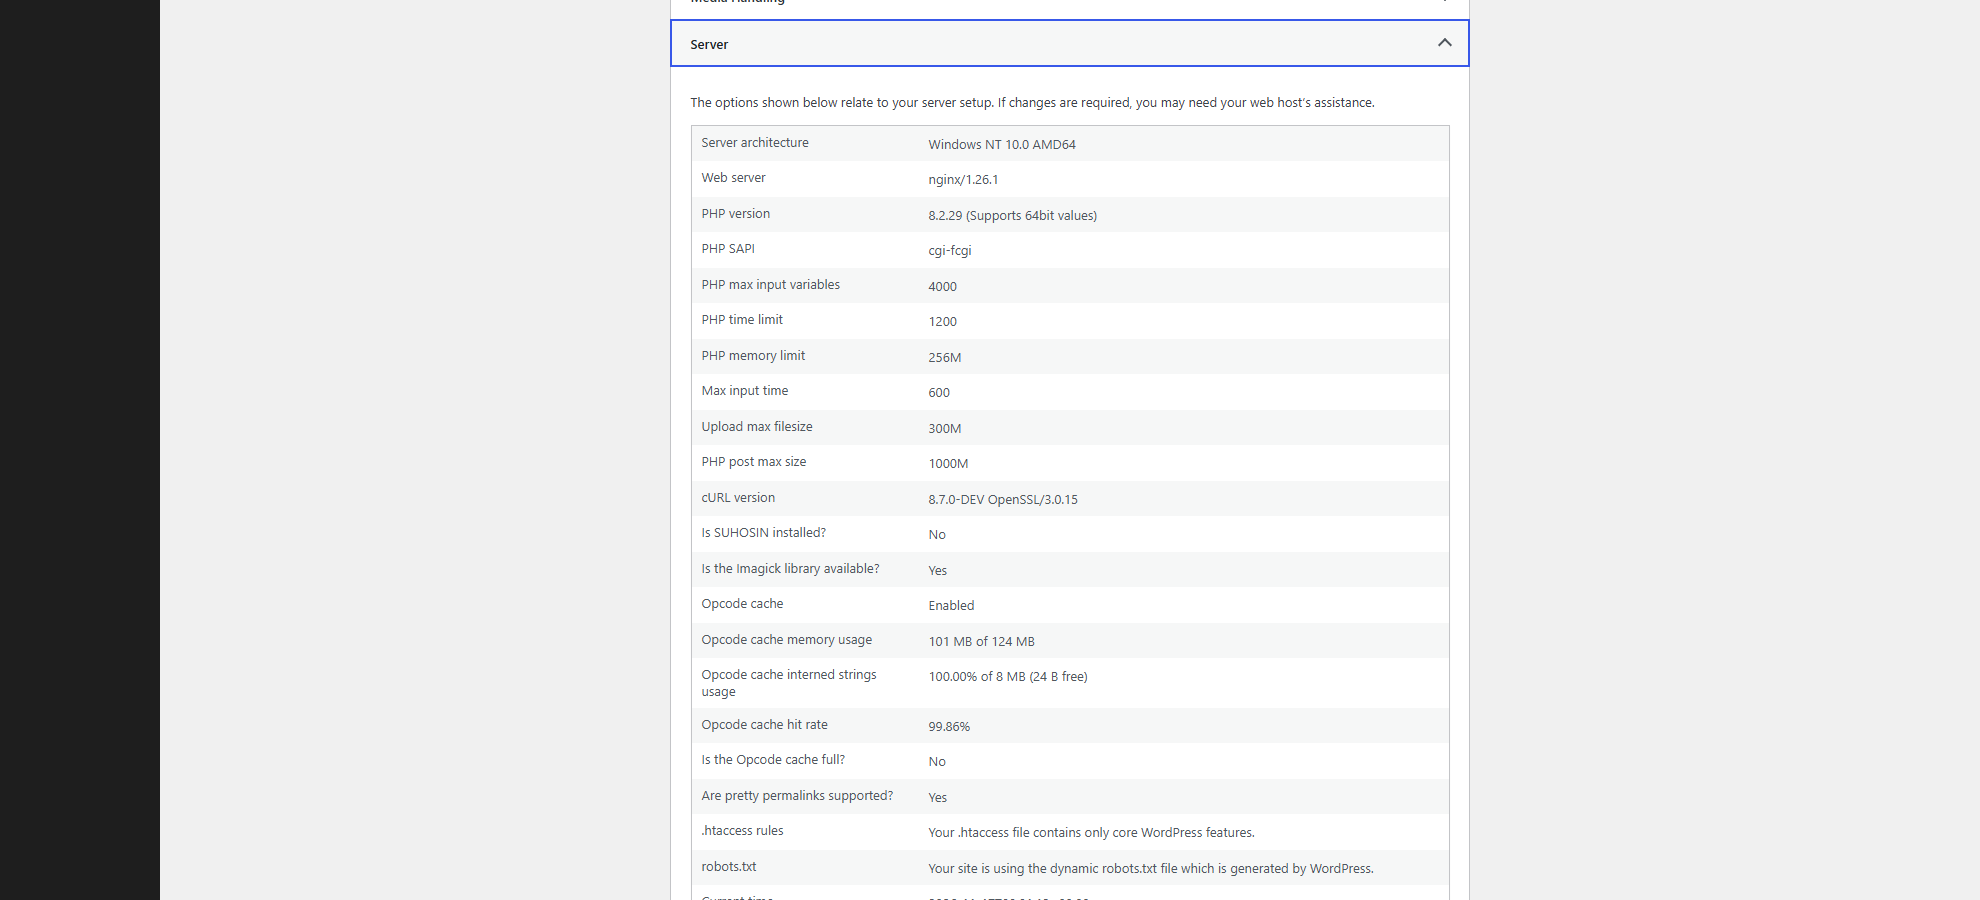 Media Handling
Server
The options shown below relate to your server setup. If changes are required, you may need your web host's assistance.
Server architecture Windows NT 10.0 AMD64
Web server nginx/1.26.1
PHP version 8.2.29 (Supports 64bit values)
PHP SAPI cgi-fcgi
PHP max input variables 4000
PHP time limit 1200
PHP memory limit 256M
Max input time 600
Upload max filesize 300M
PHP post max size 1000M
cURL version 8.7.0-DEV OpenSSL/3.0.15
Is SUHOSIN installed? No
Is the Imagick library available? Yes
Opcode cache Enabled
Opcode cache memory usage 101 MB of 124 MB
Opcode cache interned strings 100.00% of 8 MB (24 B free)
usage
Opcode cache hit rate 99.86%
Is the Opcode cache full? No
Are pretty permalinks supported? Yes
.htaccess rules Your .htaccess file contains only core WordPress features.
robots.txt Your site is using the dynamic robots.txt file which is generated by WordPress.
Current time